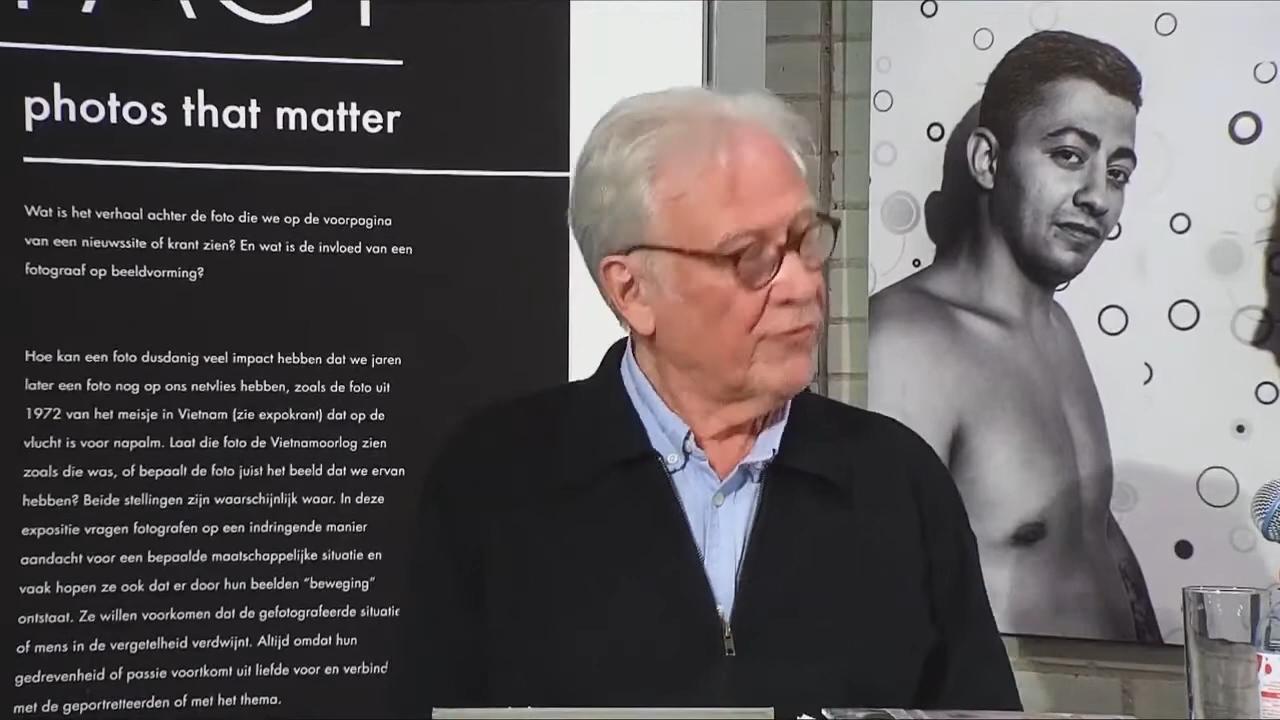 photos that matter
Wat is het verhaal achter de foto die we op de voorpagina
van een nieuwssite of krant zien? En wat is de invloed van een
fotograaf op beeldvorming?
Hoe kan een foto dusdanig veel impact hebben dat we jaren
later een foto nog op ons netvlies hebben, zoals de foto uit
1972 van het meisje in Vietnam (zie expokrant) dat op de
vlucht is voor napalm. Laat die foto de Vietnamoorlog zien
zoals die was, of bepaalt de foto juist het beeld dat we ervan
hebben? Beide stellingen zijn waarschijnlijk waar. In deze
expositie vragen fotografen op een indringende manier
aandacht voor een bepaalde maatschappelijke situatie en
vaak hopen ze ook dat er door hun beelden "beweging"
ontstaat. Ze willen voorkomen dat de gefotografeerde situatie
of mens in de vergetelheid verdwijnt. Altijd omdat hun
gedrevenheid of passie voortkomt uit liefde voor en verbind
met de geportretteerden of met het thema.